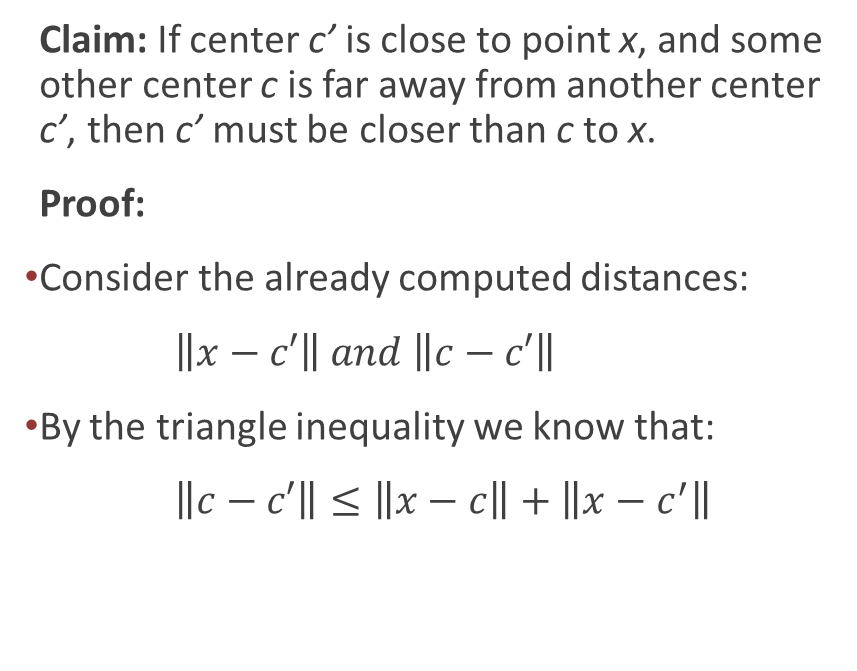 Claim: If center c’ is close to point x, and some
other center c is far away from another center
c’, then c’ must be closer than c to x.
Proof:
•Consider the already computed distances:
‖x − c′‖ and ‖c − c′‖
•By the triangle inequality we know that:
‖c − c′‖ ≤ ‖x − c‖ + ‖x − c′‖